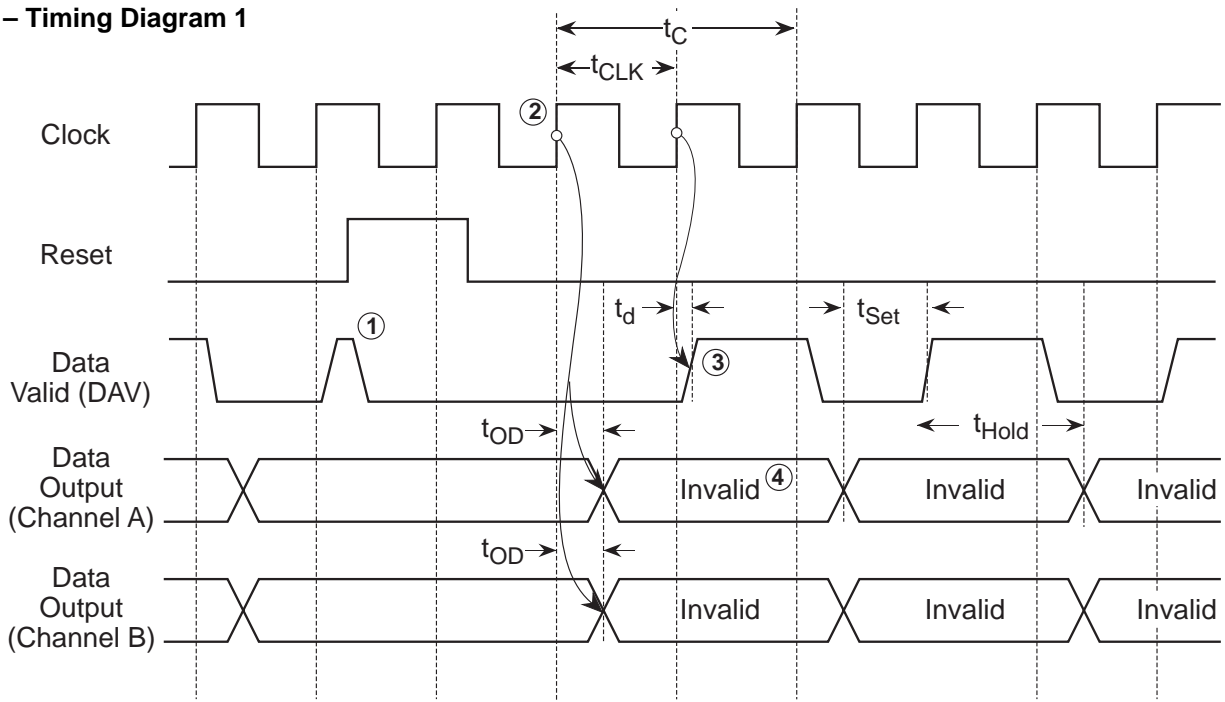 – Timing Diagram 1
tC
tCLK
Clock
②
Reset
td
tSet
①
③
Data
Valid (DAV)
tOD
tHold
Data
Output
(Channel A)
Invalid ④
Invalid
Invalid
tOD
Data
Output
(Channel B)
Invalid
Invalid
Invalid